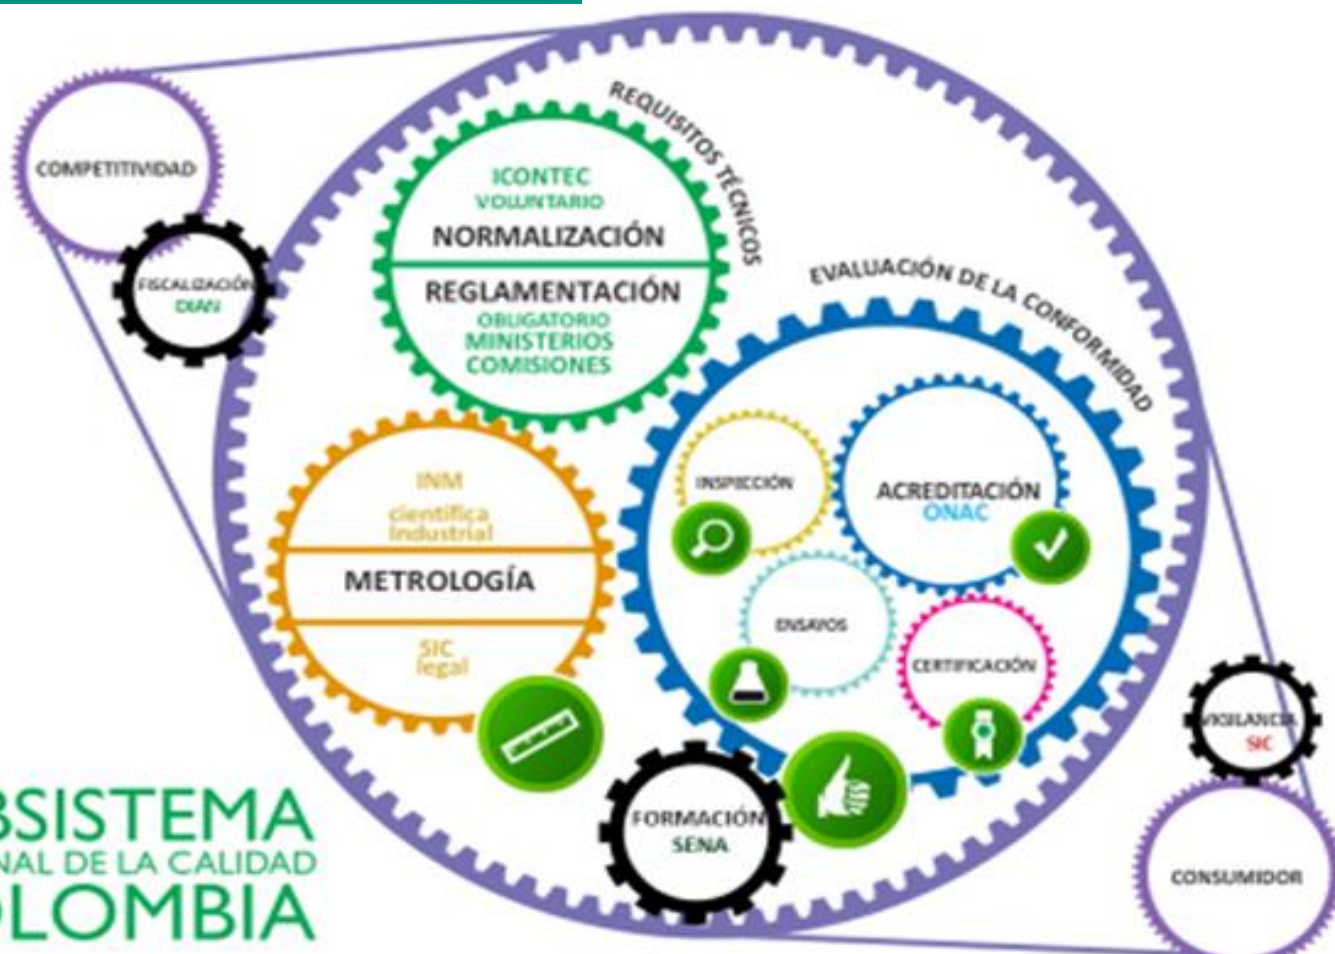 COMPETITIVIDAD
FISCALIZACIÓN
DIAN
REQUISITOS TÉCNICOS
ICONTEC
VOLUNTARIO
NORMALIZACIÓN
REGLAMENTACIÓN
OBLIGATORIO
MINISTERIOS
COMISIONES
EVALUACIÓN DE LA CONFORMIDAD
INSPECCIÓN
ACREDITACIÓN
ONAC
ENSAYOS
CERTIFICACIÓN
INM
científica
Industrial
METROLOGÍA
SIC
legal
FORMACIÓN
SENA
VIGILANCIA
SIC
CONSUMIDOR
BSISTEMA
NAL DE LA CALIDAD
OLOMBIA